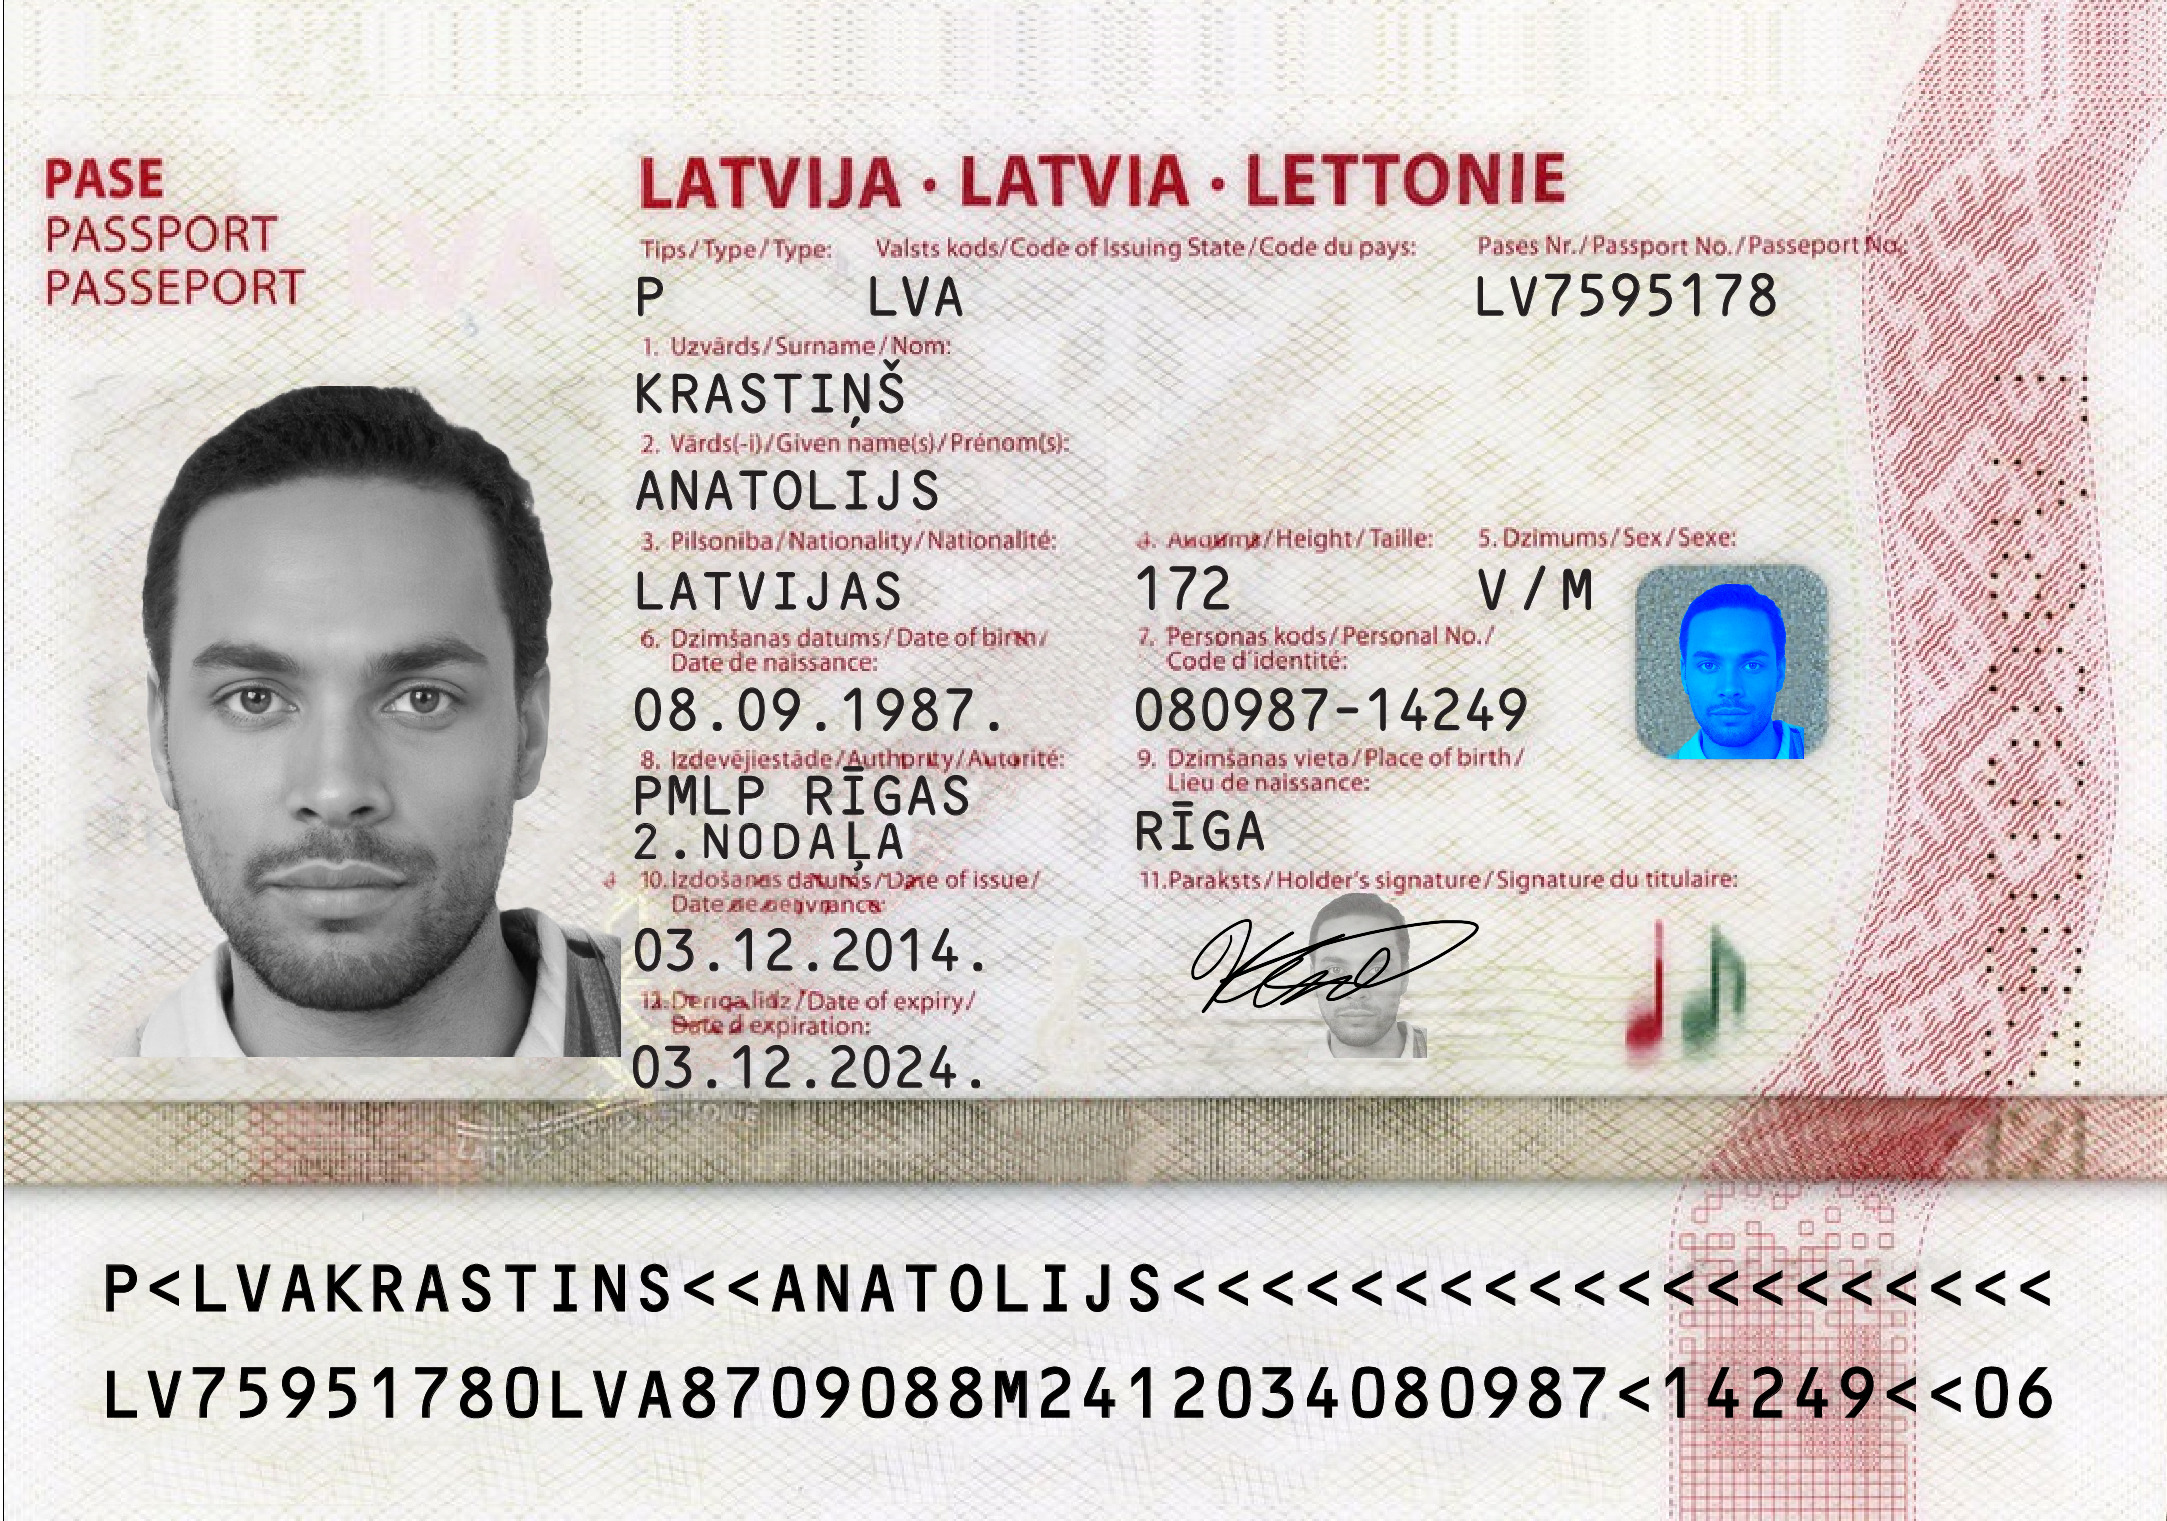 PASE
PASSPORT
PASSEPORT
LVA
LATVIJA · LATVIA · LETTONIE
Tips/Type/Type: Valsts kods/Code of Issuing State/Code du pays: Pases Nr./Passport No./Passeport No.:
P LVA LV7595178
1. Uzvārds/Surname/Nom:
KRASTIŅŠ
2. Vārds(-i)/Given name(s)/Prénom(s):
ANATOLIJS
3. Pilsonība/Nationality/Nationalité: 4. Augums/Height/Taille: 5. Dzimums/Sex/Sexe:
LATVIJAS 172 V/M
6. Dzimšanas datums/Date of birth/ 7. Personas kods/Personal No./
Date de naissance: Code d'identité:
08.09.1987. 080987-14249
8. Izdevējiestāde/Authority/Autorité: 9. Dzimšanas vieta/Place of birth/
Lieu de naissance:
PMLP RĪGAS
2.NODAĻA RĪGA
10. Izdošanas datums/Date of issue/ 11. Paraksts/Holder's signature/Signature du titulaire:
Date de
03.12.2014.
12. /Date of expiry/
Date d'expiration:
03.12.2024.
P<LVAKRASTINS<<ANATOLIJS<<<<<<<<<<<<<<<<<<<<
LV75951780LVA8709088M2412034080987<14249<<06